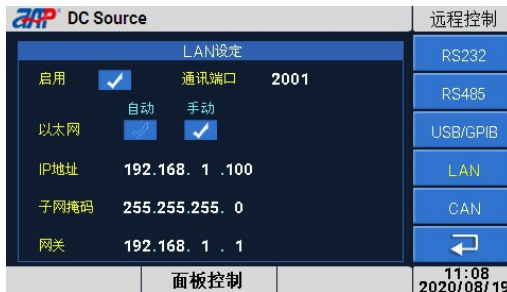 ZAP DC Source
远程控制
LAN设定
RS232
启用 通讯端口 2001
RS485
自动 手动
以太网
USB/GPIB
IP地址 192.168. 1 .100
LAN
子网掩码 255.255.255. 0
CAN
网关 192.168. 1 . 1
面板控制
11:08
2020/08/19